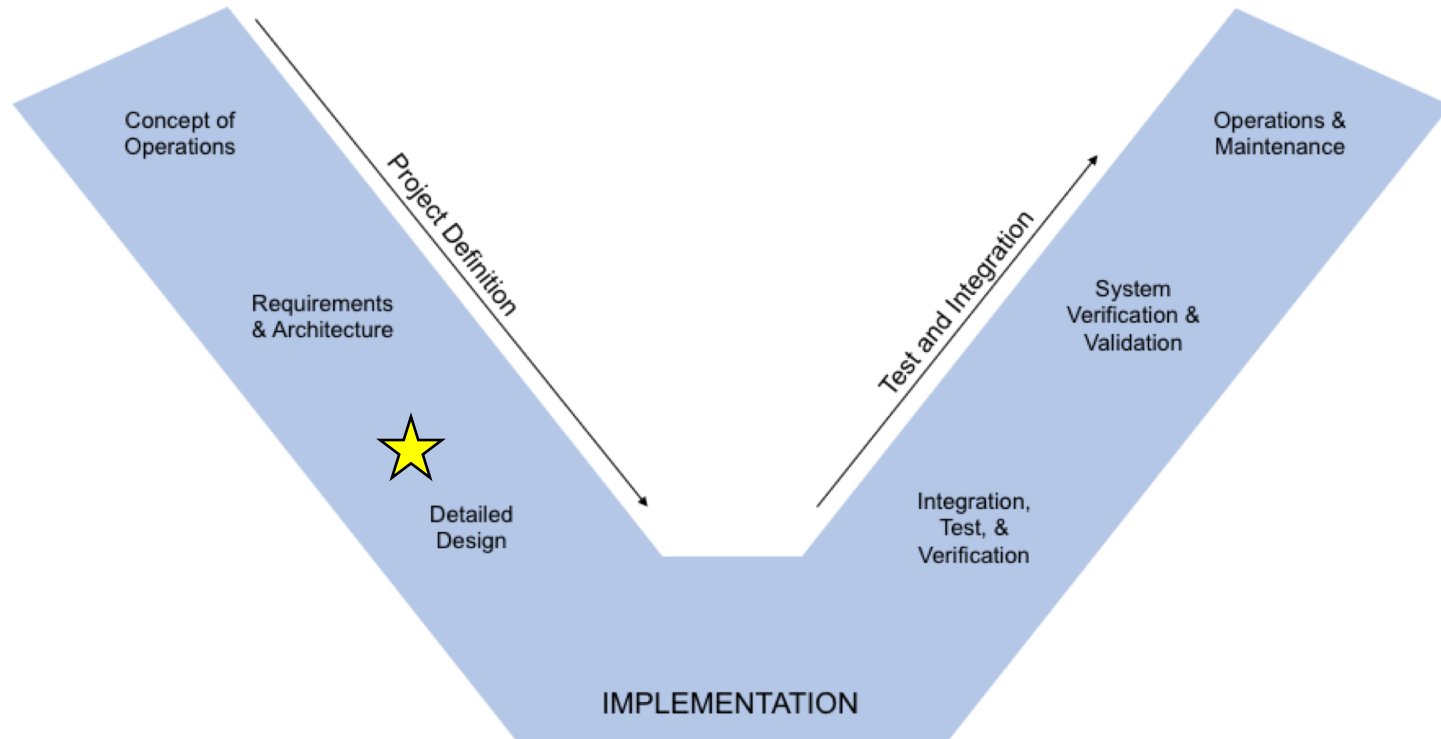 Concept of
Operations
Project Definition
Requirements
& Architecture
Detailed
Design
IMPLEMENTATION
Integration,
Test, &
Verification
Test and Integration
System
Verification &
Validation
Operations &
Maintenance